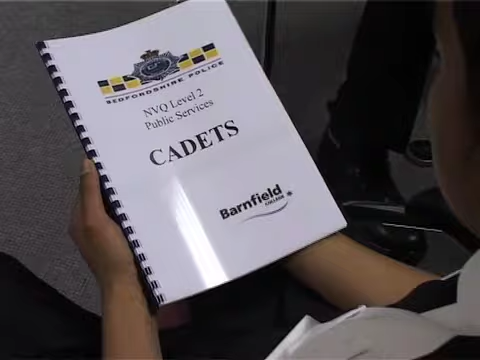 BEDFORDSHIRE POLICE
NVQ Level 2
Public Services
CADETS
Barnfield
COLLEGE